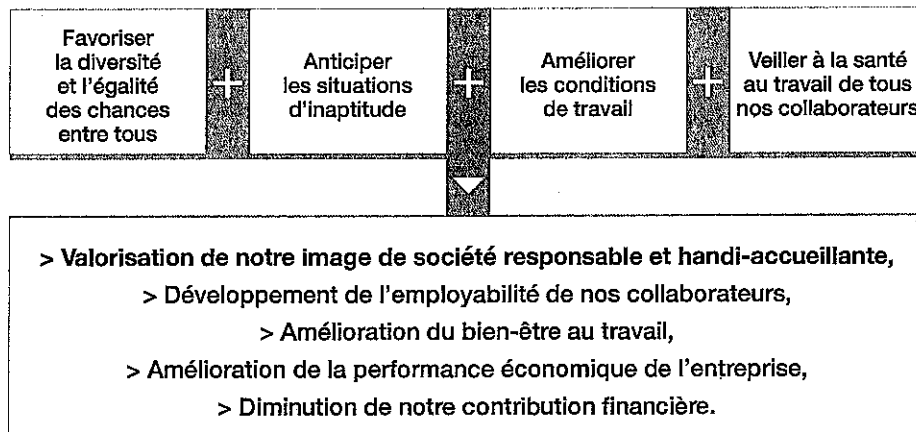 Favoriser
la diversité
et l'égalité
des chances
entre tous
+
Anticiper
les situations
d'inaptitude
+
Améliorer
les conditions
de travail
+
Veiller à la santé
au travail de tous
nos collaborateurs
> Valorisation de notre image de société responsable et handi-accueillante,
> Développement de l'employabilité de nos collaborateurs,
> Amélioration du bien-être au travail,
> Amélioration de la performance économique de l'entreprise,
> Diminution de notre contribution financière.